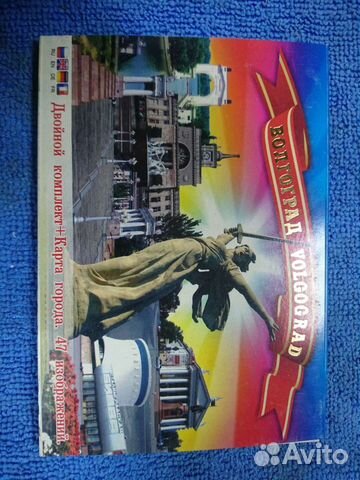 ВОЛГОГРАД VOLGOGRAD
RU EN DE FR
Двойной комплект+Карта города. 47 изображений.
Avito